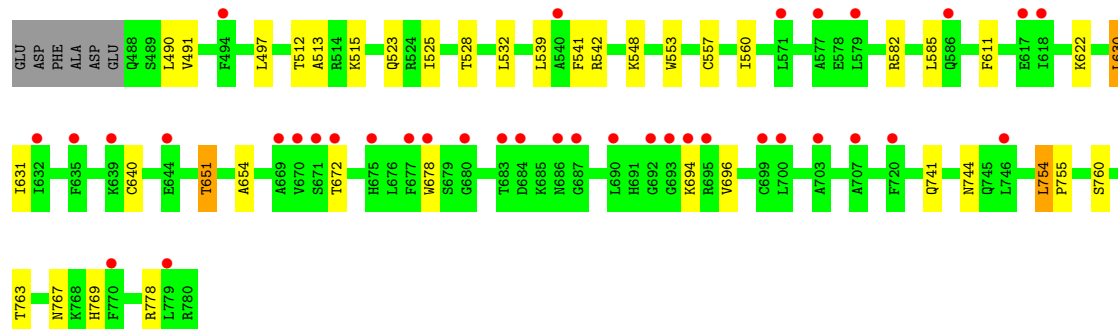 GLU
ASP
PHE
ALA
ASP
GLU
Q488
S489
L490
V491
F494
L497
T512
A513
R514
K515
Q523
R524
I525
T528
L532
L539
A540
F541
R542
K548
W553
C557
I560
L571
A577
E578
L579
R582
L585
Q586
F611
E617
I618
K622
L630
I631
I632
F635
K639
C640
E644
T651
A654
A669
V670
S671
T672
H675
L676
F677
W678
S679
G680
T683
D684
K685
N686
G687
L690
H691
G692
G693
K694
R695
V696
C699
L700
A703
A707
F720
Q741
N744
Q745
L746
L754
P755
S760
T763
N767
K768
H769
F770
R778
L779
R780